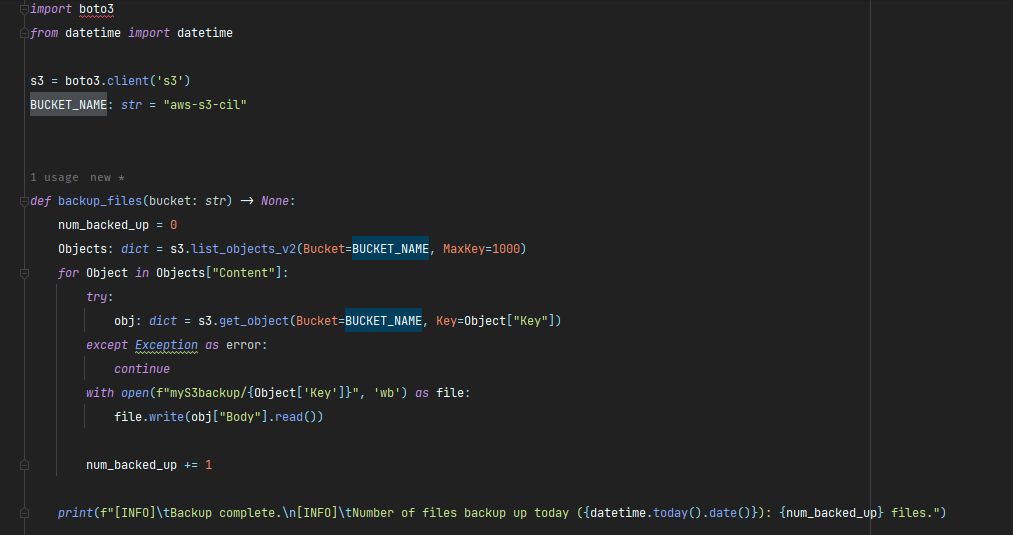 import boto3
from datetime import datetime
s3 = boto3.client('s3')
BUCKET_NAME: str = "aws-s3-cil"
1 usage new *
def backup_files(bucket: str) -> None:
num_backed_up = 0
Objects: dict = s3.list_objects_v2(Bucket=BUCKET_NAME, MaxKey=1000)
for Object in Objects["Content"]:
try:
obj: dict = s3.get_object(Bucket=BUCKET_NAME, Key=Object["Key"])
except Exception as error:
continue
with open(f"myS3backup/{Object['Key']}", 'wb') as file:
file.write(obj["Body"].read())
num_backed_up += 1
print(f"[INFO]\tBackup complete.\n[INFO]\tNumber of files backup up today ({datetime.today().date()}): {num_backed_up} files.")